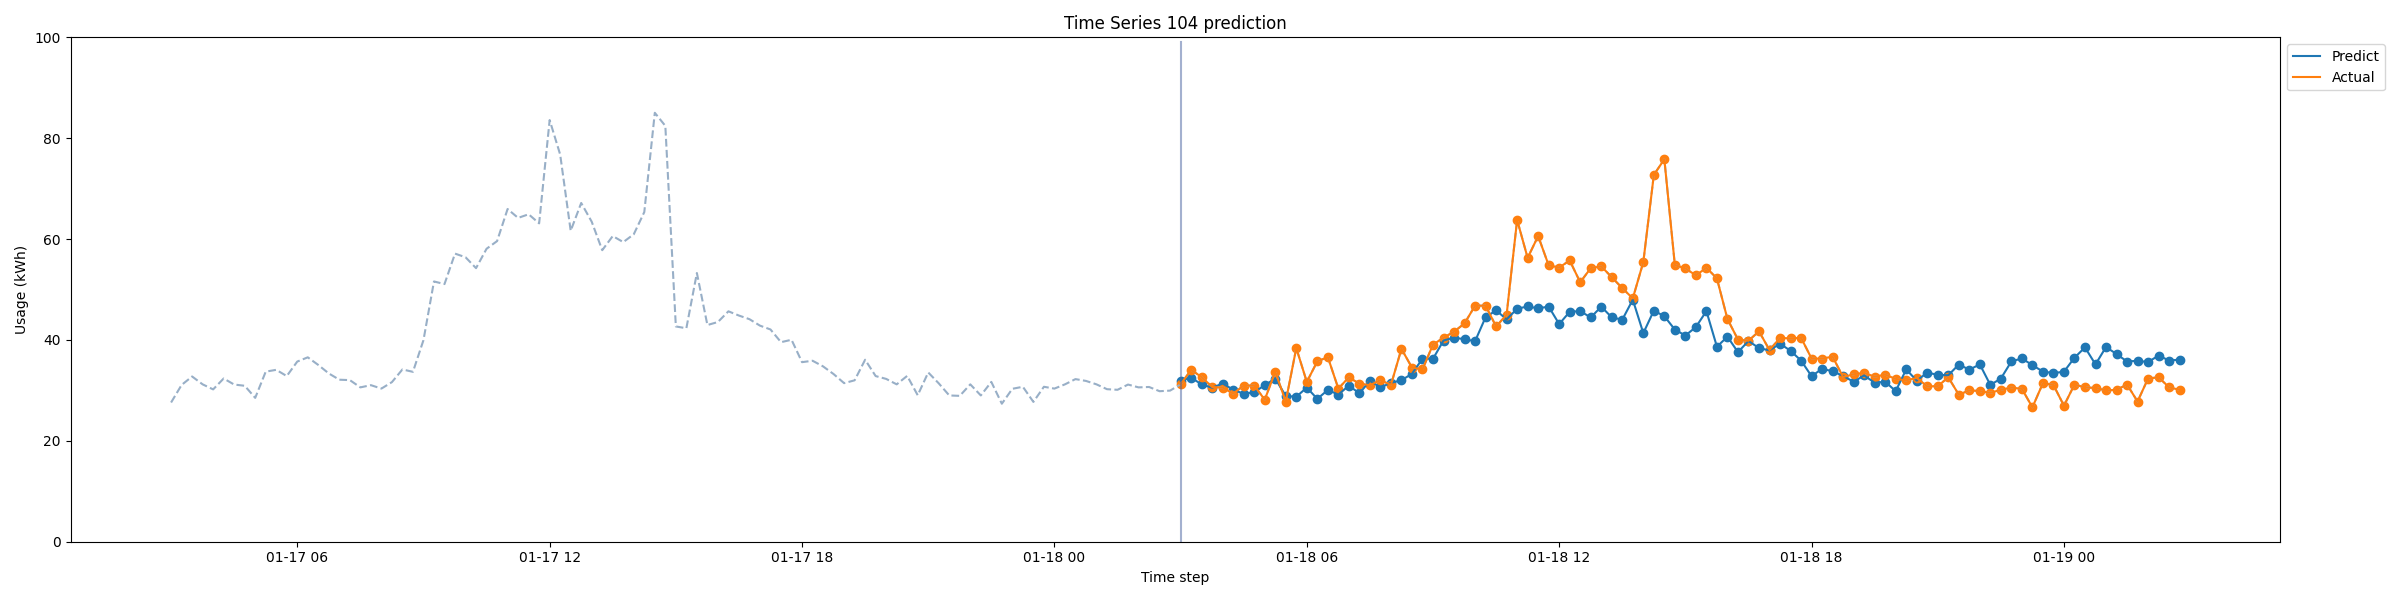 Time Series 104 prediction
100
80
60
40
20
0
Usage (kWh)
01-17 06
01-17 12
01-17 18
01-18 00
01-18 06
01-18 12
01-18 18
01-19 00
Time step
Predict
Actual